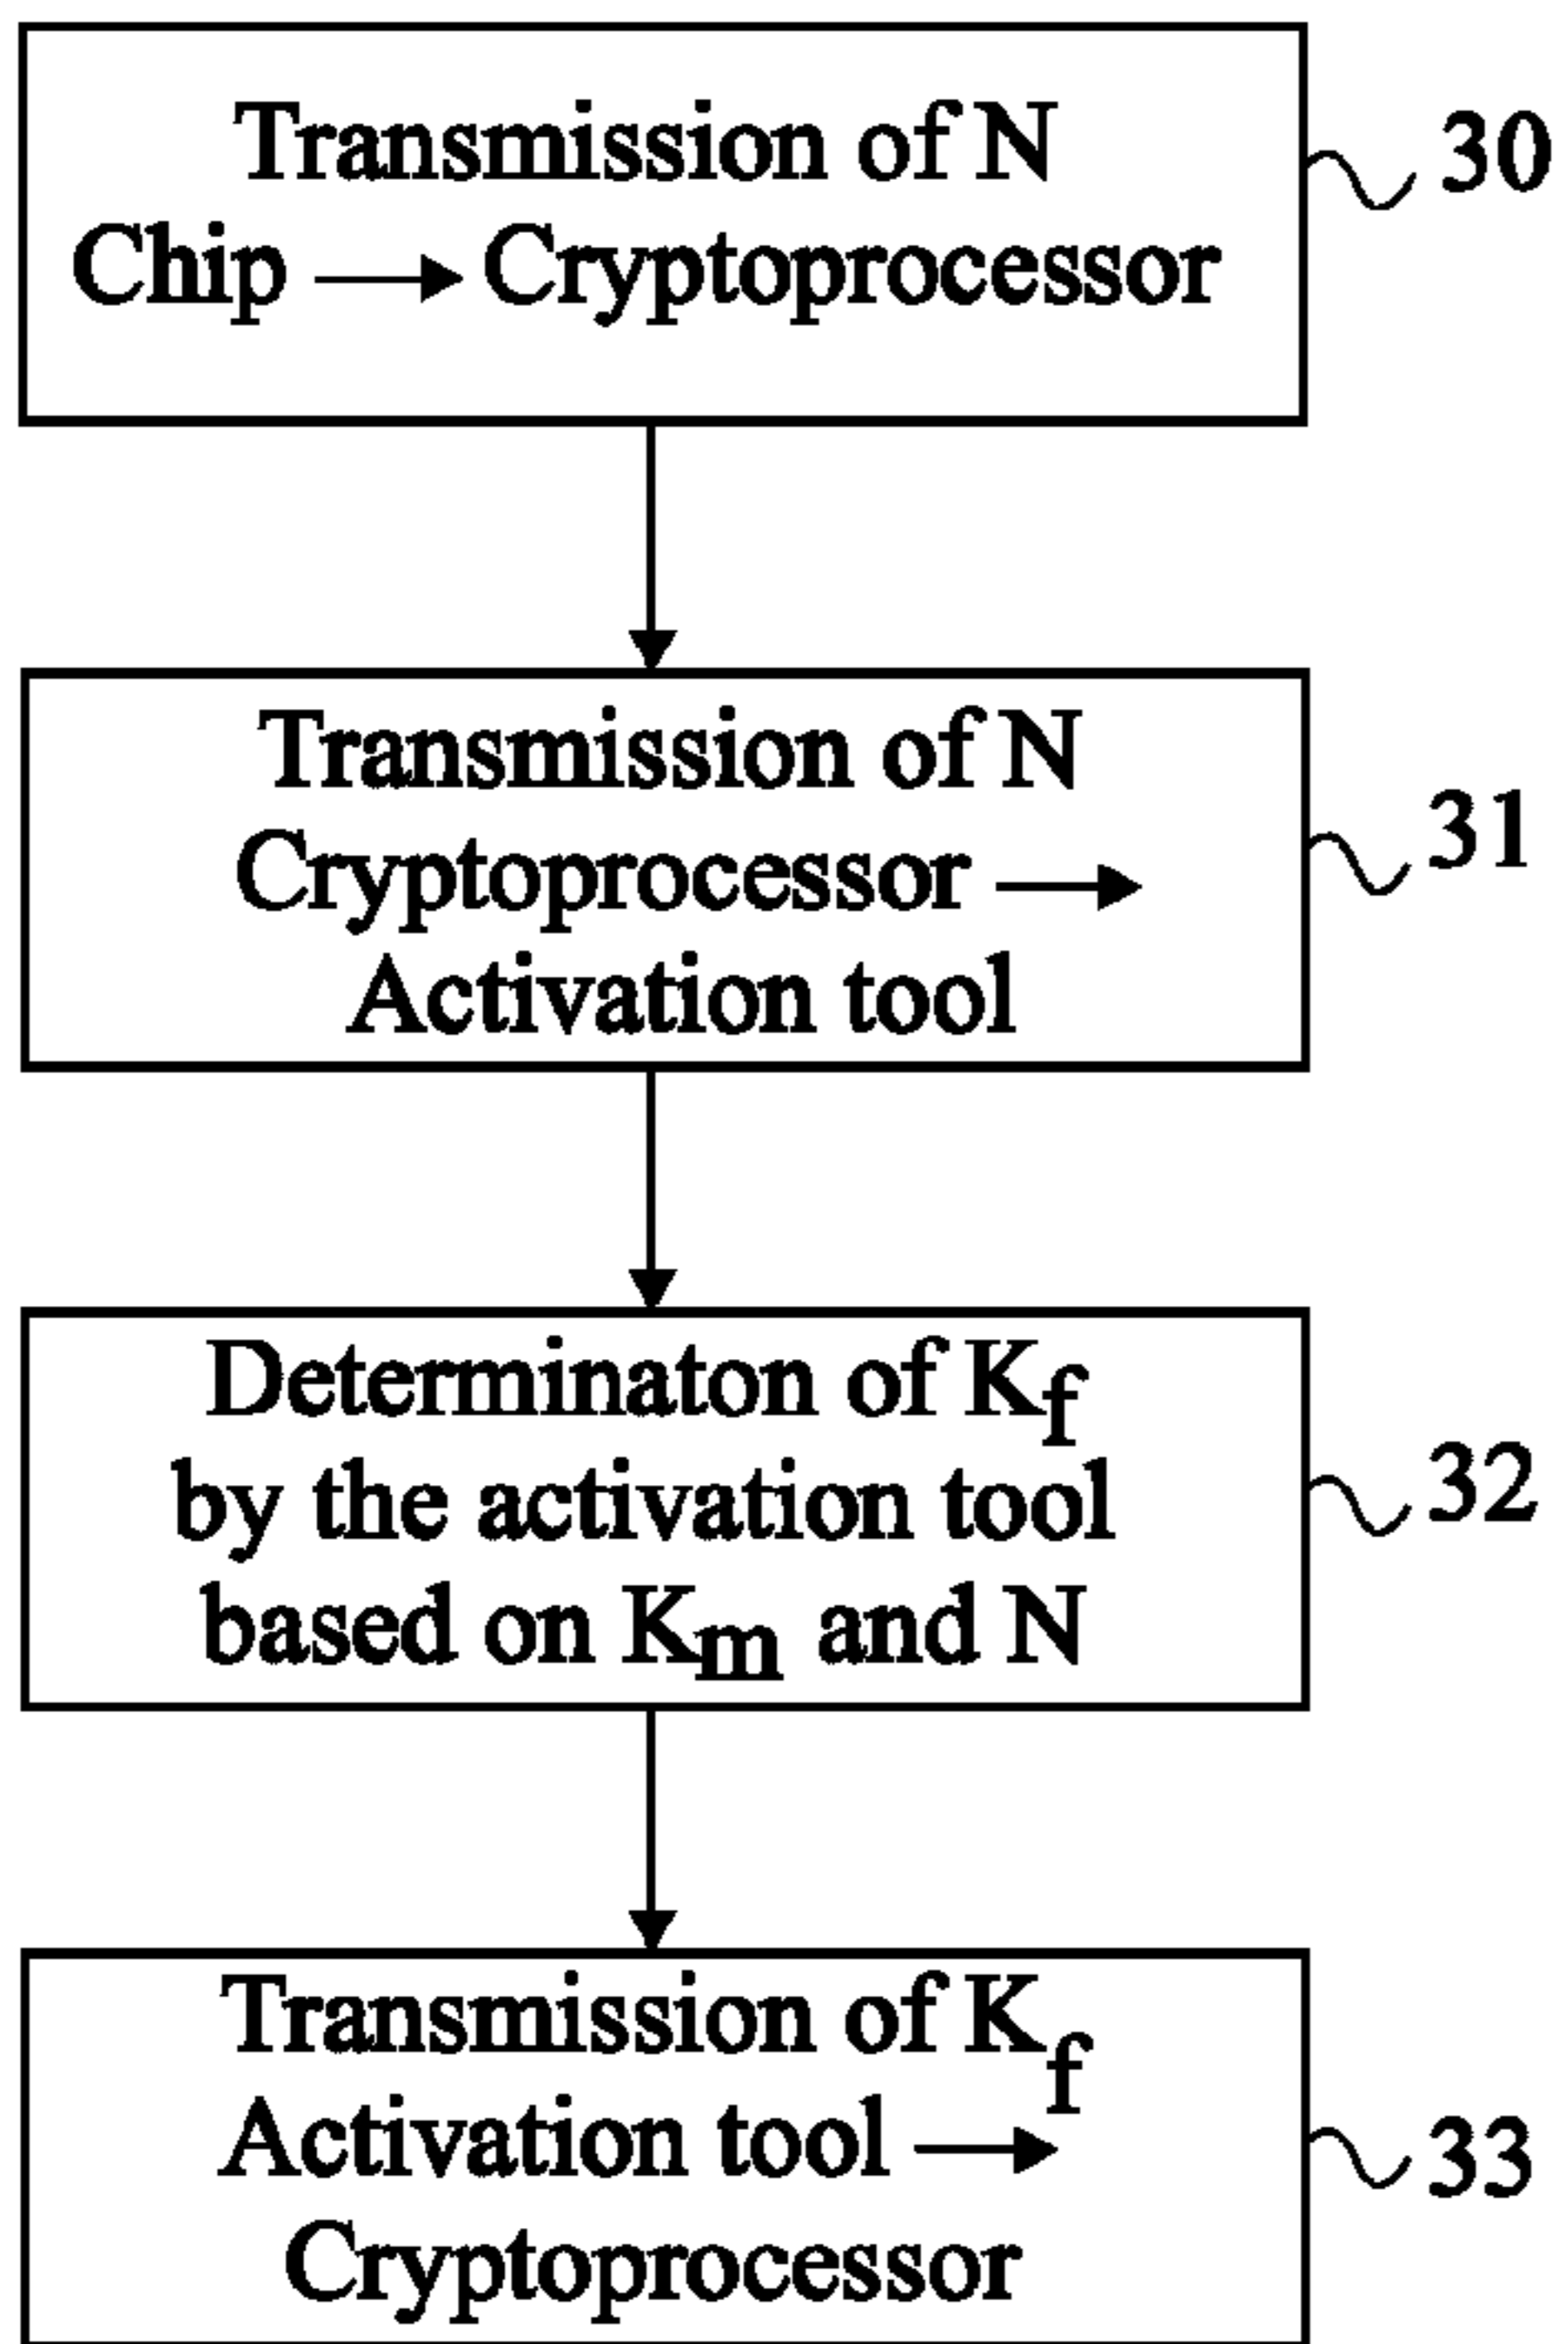 Transmission of N
Chip → Cryptoprocessor
30
Transmission of N
Cryptoprocessor →
Activation tool
31
Determinaton of Kf
by the activation tool
based on Km and N
32
Transmission of Kf
Activation tool →
Cryptoprocessor
33